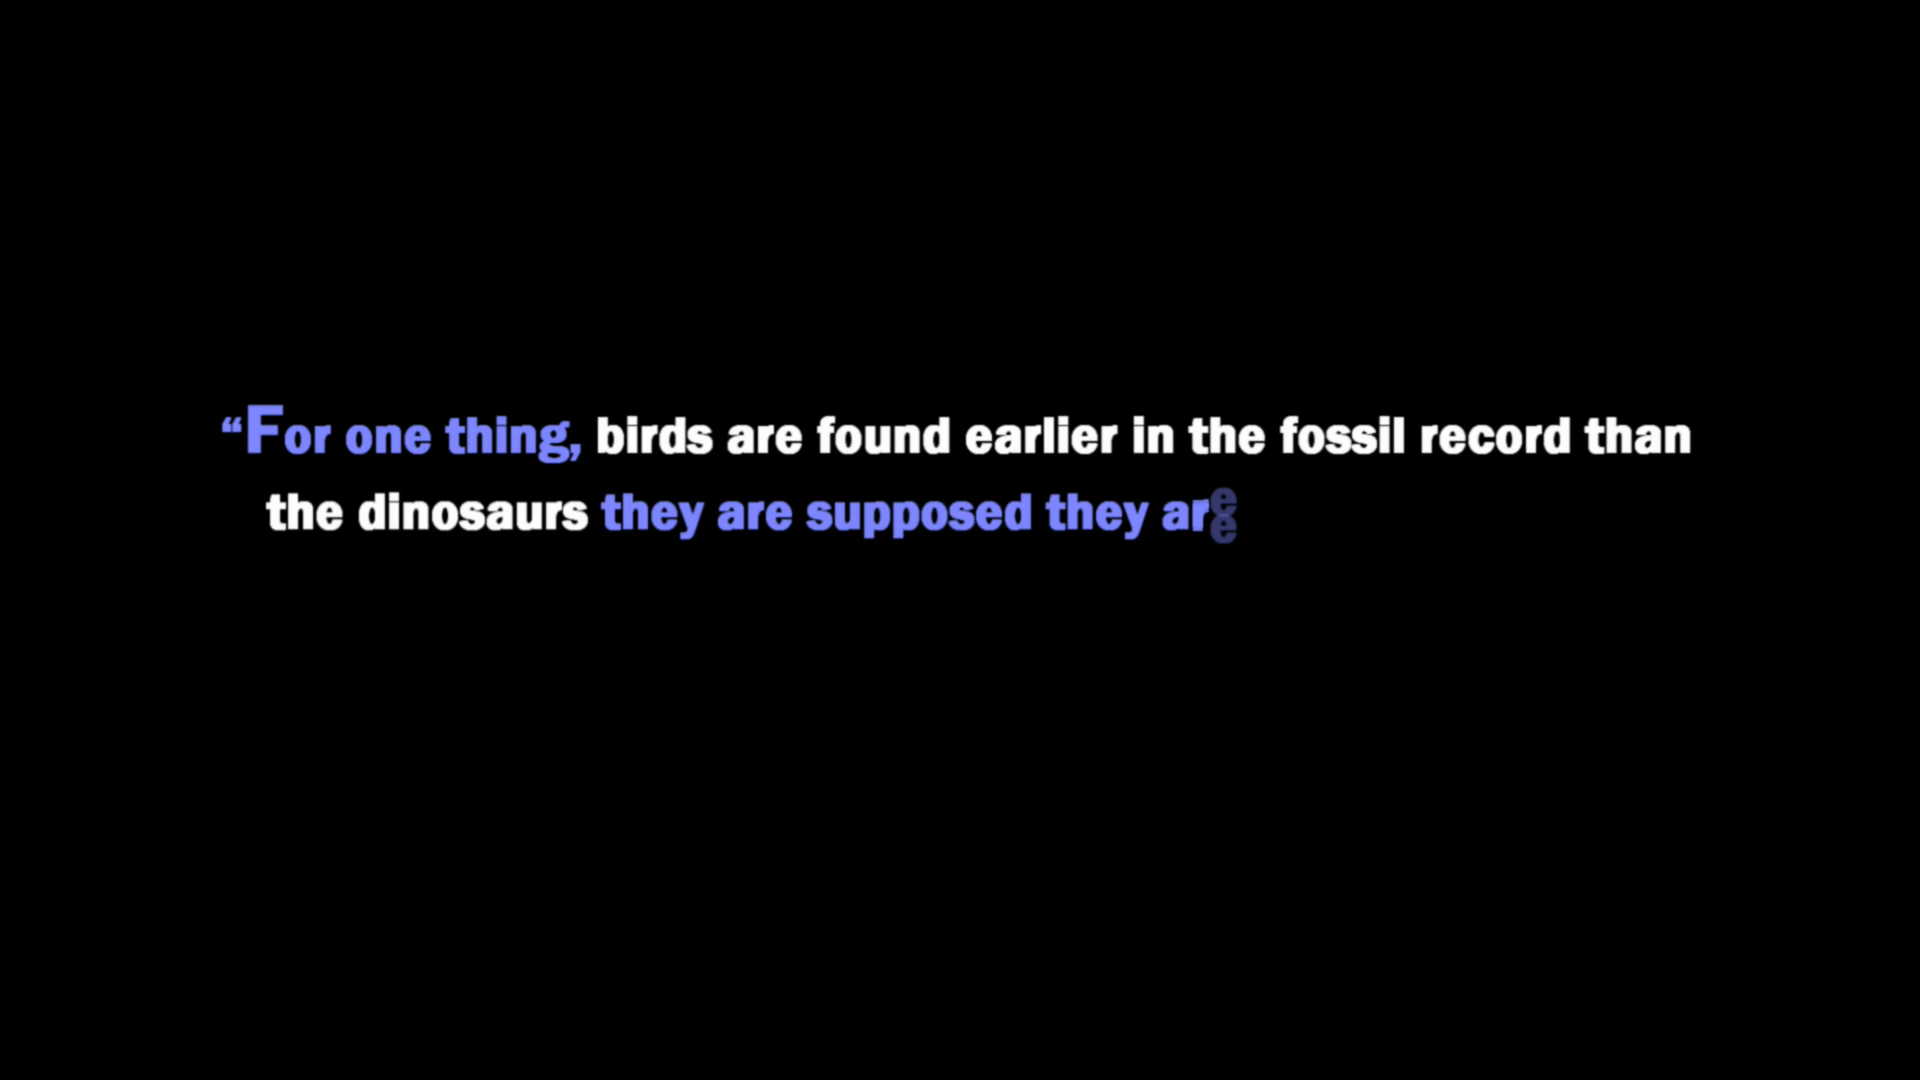 “For one thing, birds are found earlier in the fossil record than
the dinosaurs they are supposed they are